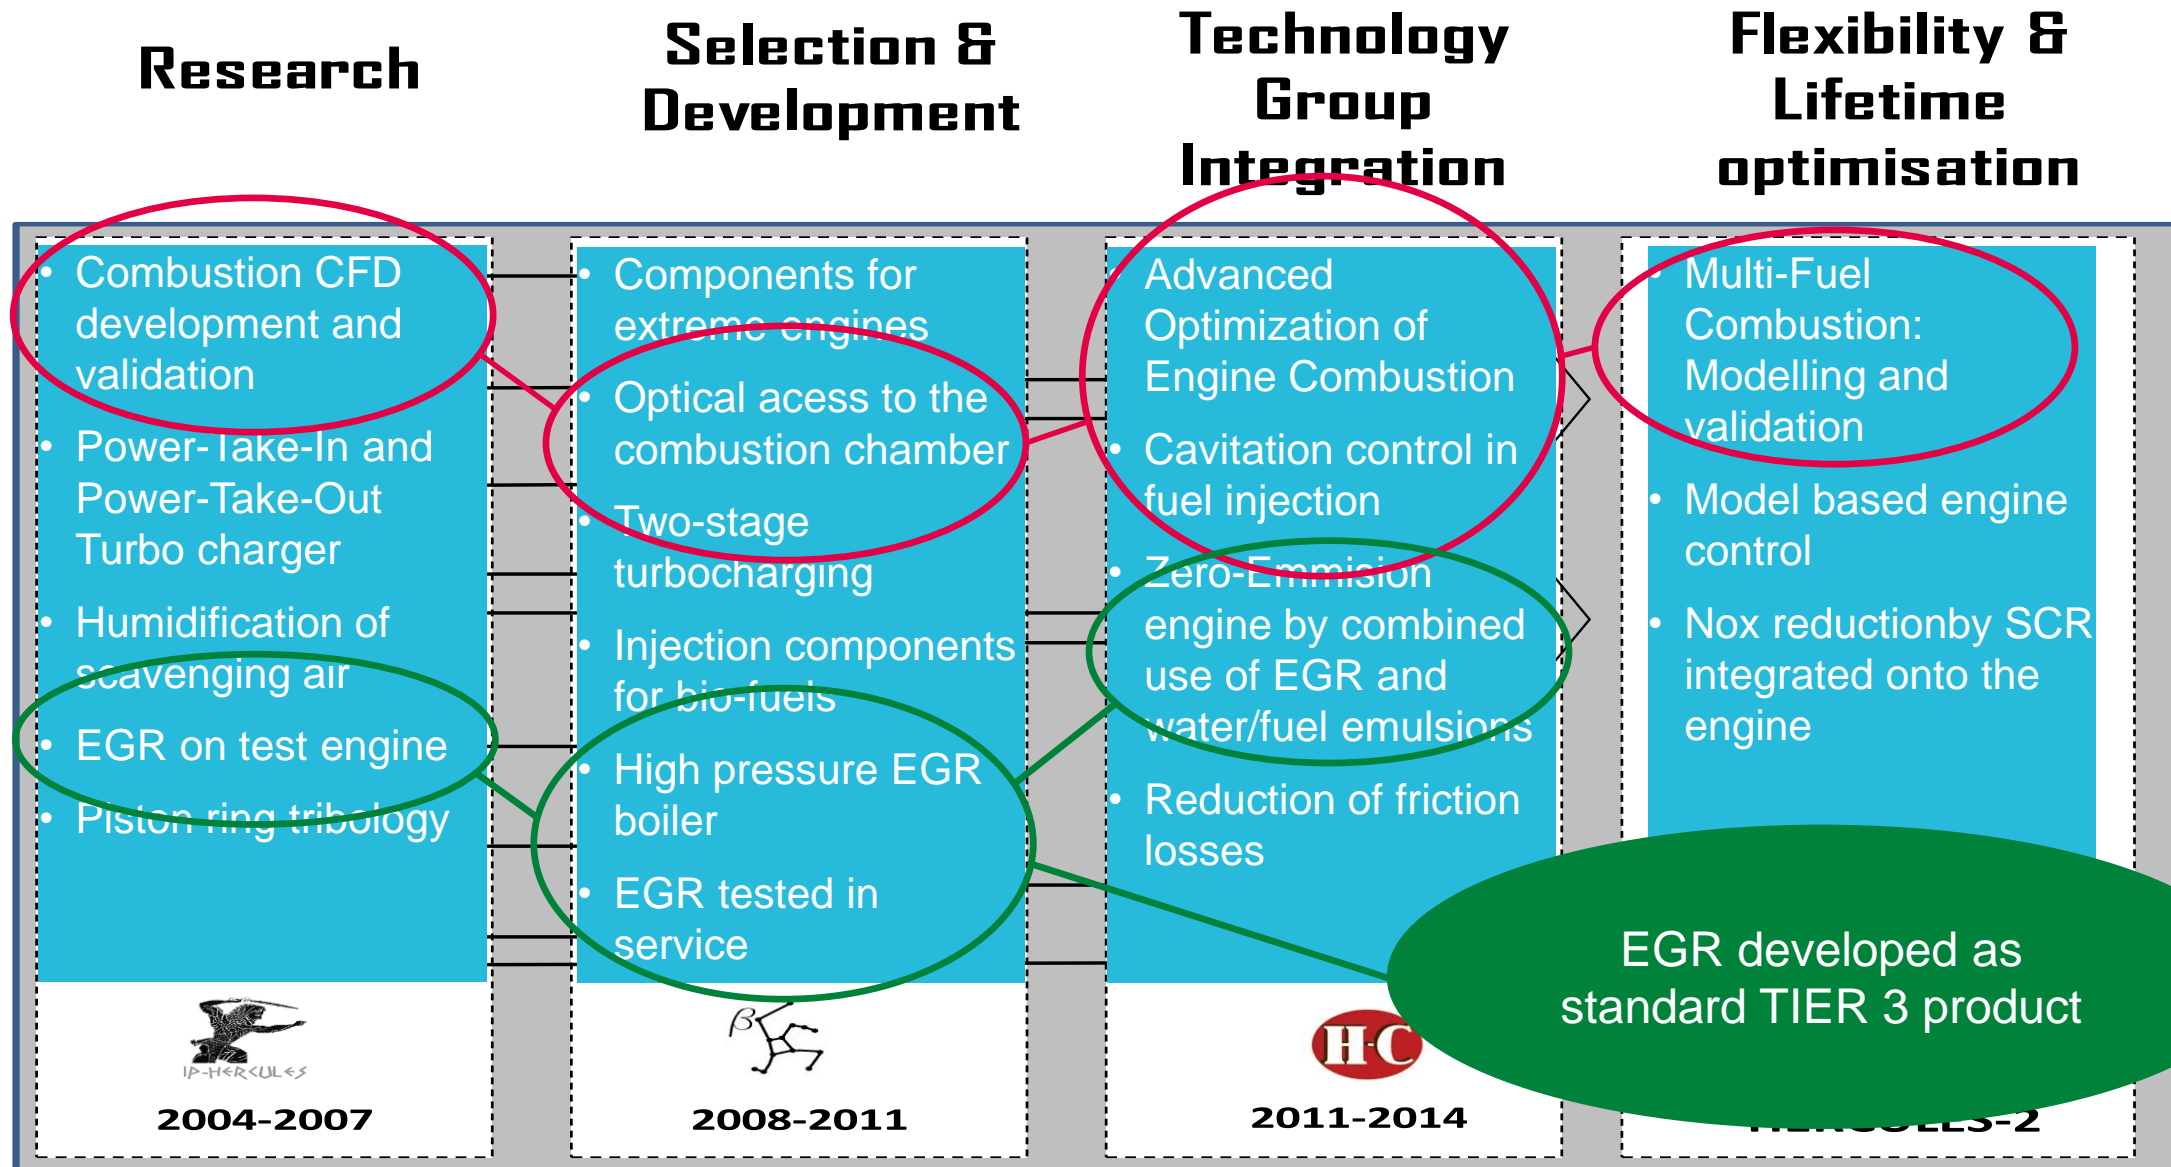 Research
Selection &
Development
Technology
Group
Integration
Flexibility &
Lifetime
optimisation
• Combustion CFD
development and
validation
• Power-Take-In and
Power-Take-Out
Turbo charger
• Humidification of
scavenging air
• EGR on test engine
• Piston ring tribology
IP-HERCULES
2004-2007
• Components for
extreme engines
• Optical acess to the
combustion chamber
• Two-stage
turbocharging
• Injection components
for bio-fuels
• High pressure EGR
boiler
• EGR tested in
service
β
2008-2011
• Advanced
Optimization of
Engine Combustion
• Cavitation control in
fuel injection
• Zero-Emmision
engine by combined
use of EGR and
water/fuel emulsions
• Reduction of friction
losses
H-C
2011-2014
• Multi-Fuel
Combustion:
Modelling and
validation
• Model based engine
control
• Nox reductionby SCR
integrated onto the
engine
EGR developed as
standard TIER 3 product
HERCULES-2